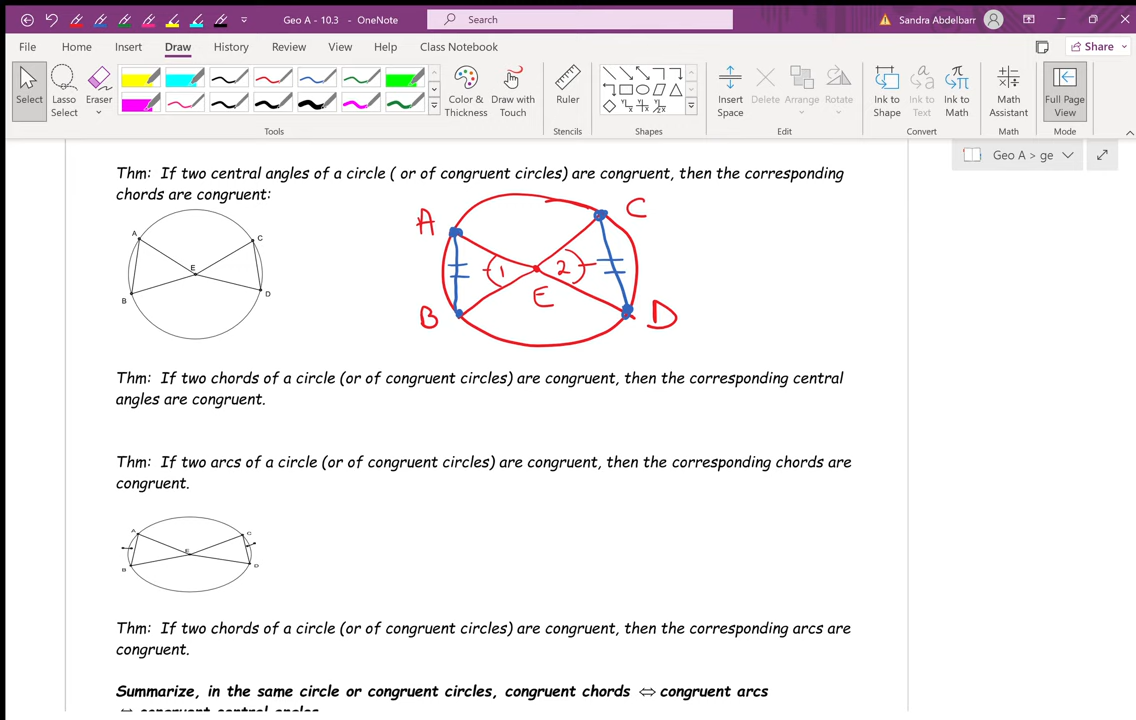 Geo A - 10.3 - OneNote
Search
Sandra Abdelbarr
File Home Insert Draw History Review View Help Class Notebook
Share
Select
Lasso Select
Eraser
Color & Thickness
Draw with Touch
Ruler
Insert Space
Delete
Arrange
Rotate
Ink to Shape
Ink to Text
Ink to Math
Math Assistant
Full Page View
Tools
Stencils
Shapes
Edit
Convert
Math
Mode
Geo A > ge
Thm: If two central angles of a circle ( or of congruent circles) are congruent, then the corresponding
chords are congruent:
A
C
E
B
D
A
C
1
2
E
B
D
Thm: If two chords of a circle (or of congruent circles) are congruent, then the corresponding central
angles are congruent.
Thm: If two arcs of a circle (or of congruent circles) are congruent, then the corresponding chords are
congruent.
A
C
E
B
D
Thm: If two chords of a circle (or of congruent circles) are congruent, then the corresponding arcs are
congruent.
Summarize, in the same circle or congruent circles, congruent chords ⇔ congruent arcs
⇔ congruent central angles